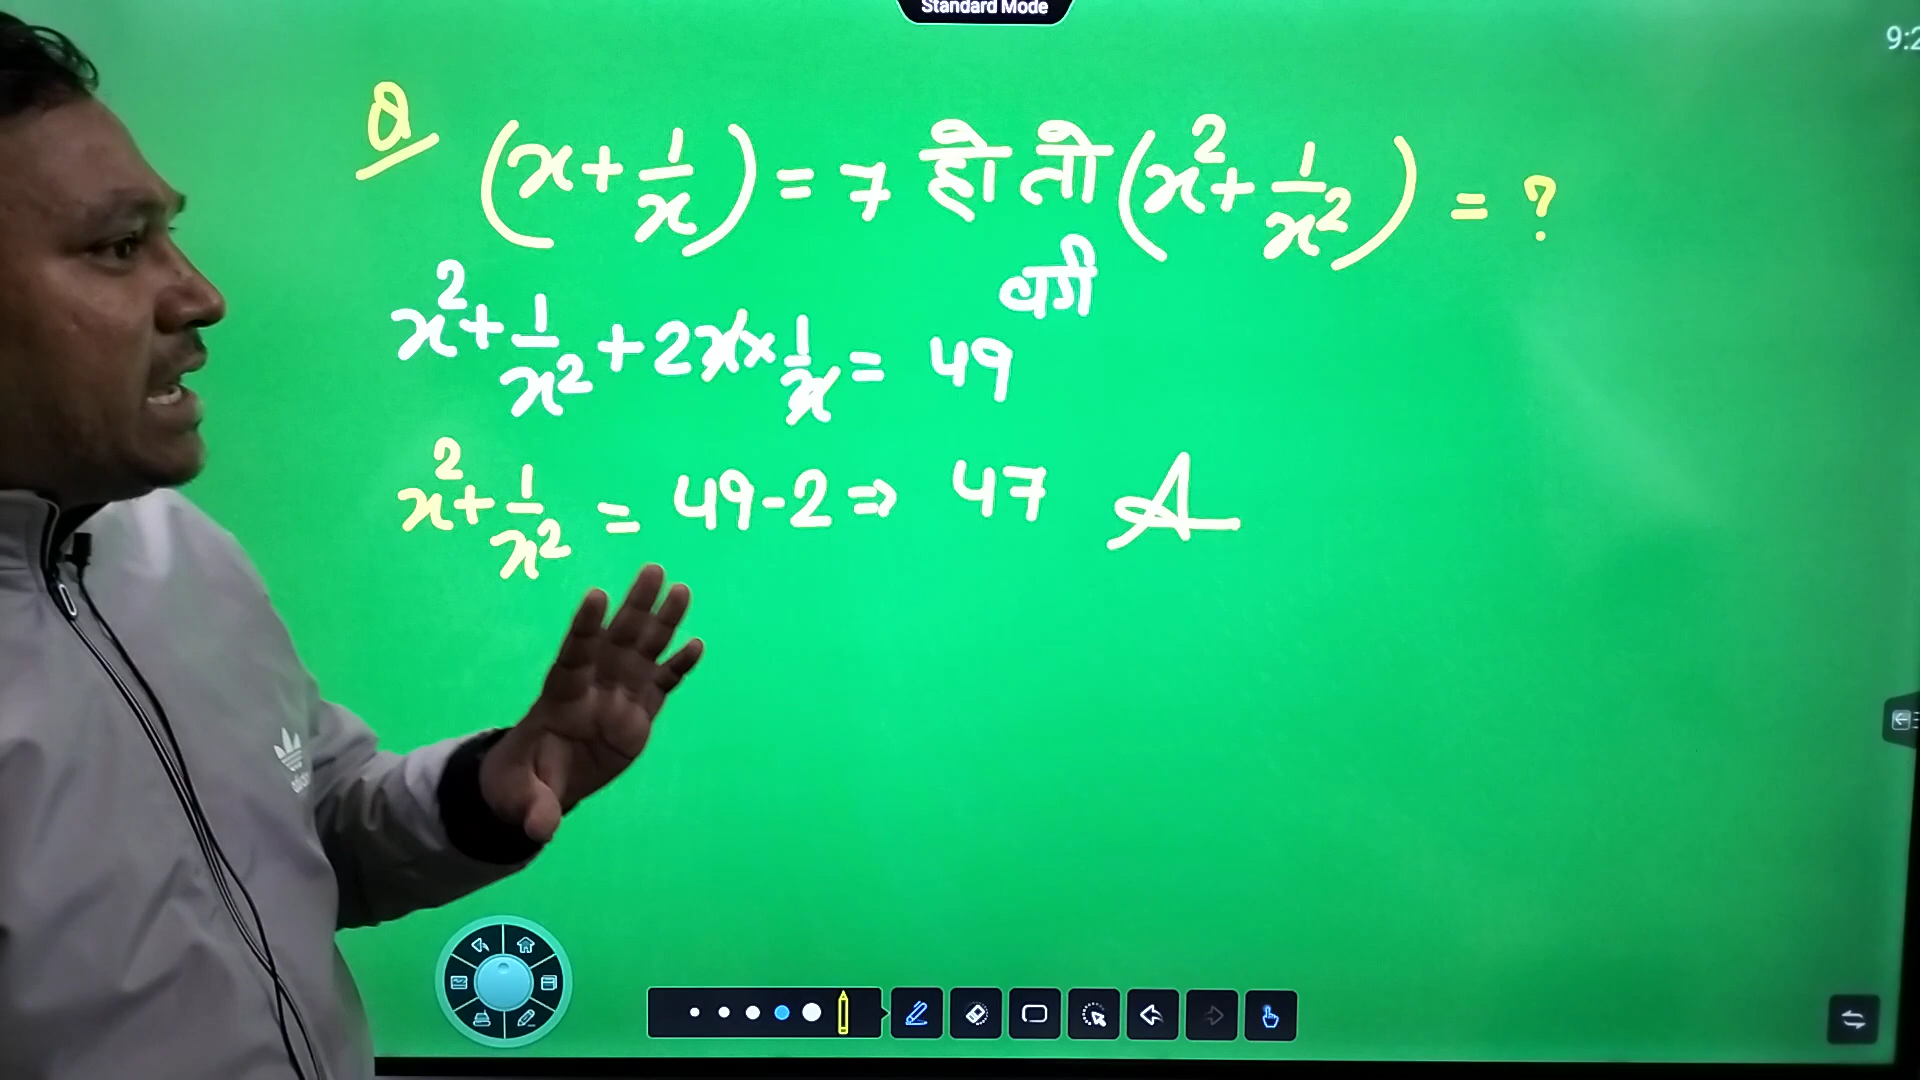 Standard Mode
9:2
Q (x + 1/x) = 7 हो तो (x² + 1/x²) = ?
वर्ग
x² + 1/x² + 2x × 1/x = 49
x² + 1/x² = 49 - 2 ⇒ 47 A